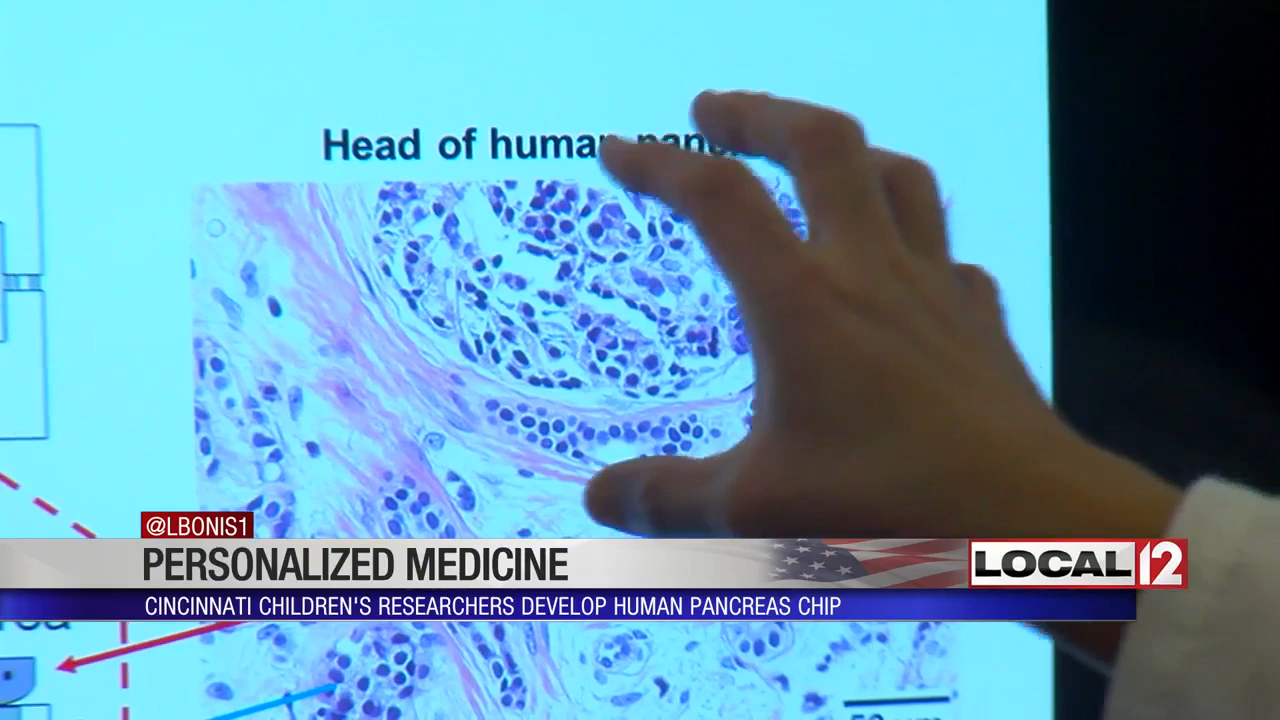 Head of human
@LBONIS1
PERSONALIZED MEDICINE
LOCAL 12
CINCINNATI CHILDREN'S RESEARCHERS DEVELOP HUMAN PANCREAS CHIP